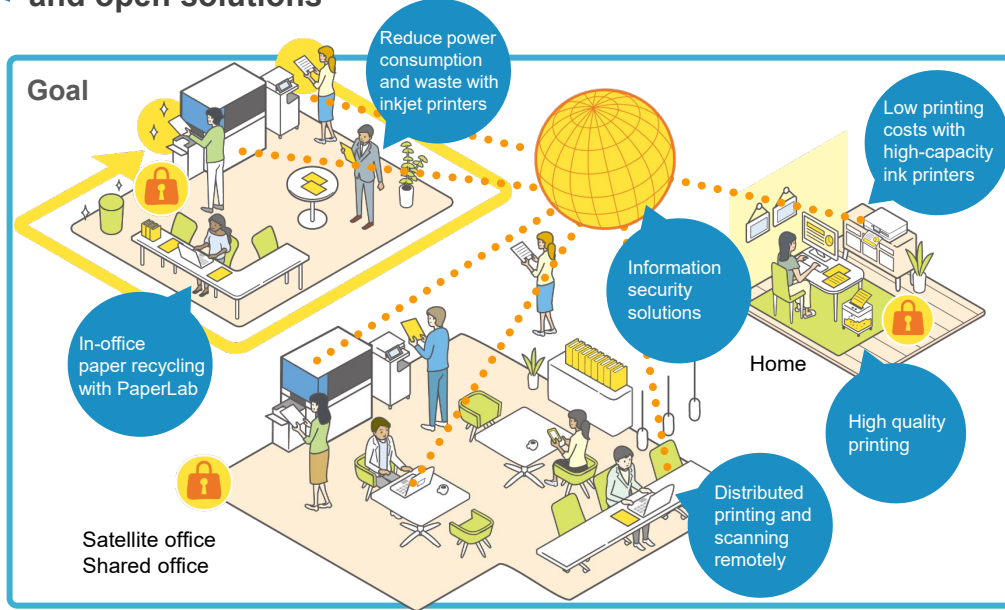 and open solutions
Goal
Reduce power
consumption
and waste with
inkjet printers
Low printing
costs with
high-capacity
ink printers
Information
security
solutions
In-office
paper recycling
with PaperLab
Home
High quality
printing
Distributed
printing and
scanning
remotely
Satellite office
Shared office